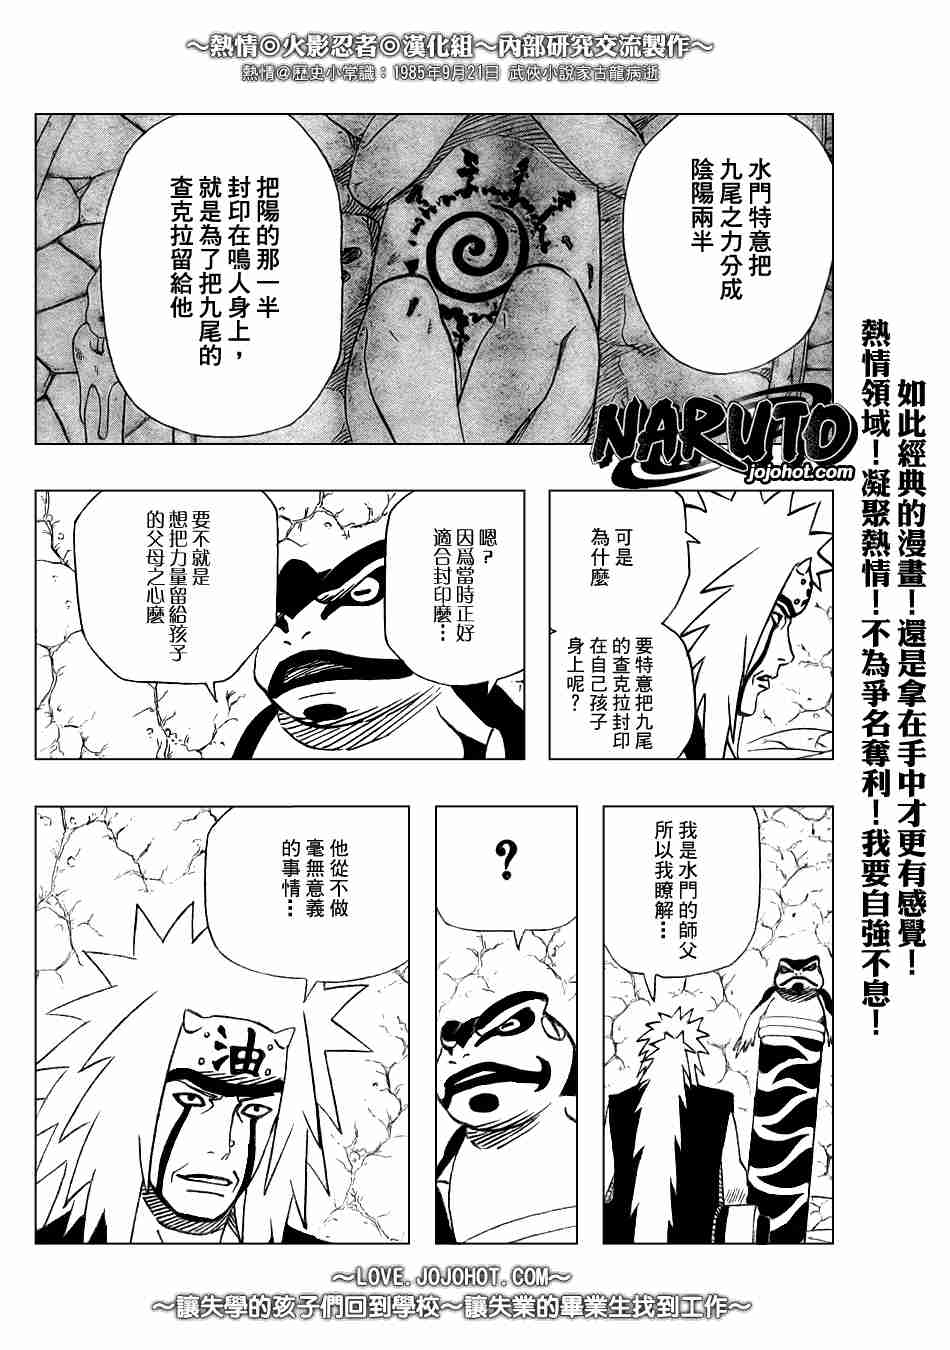 ～熱情◎火影忍者◎漢化組～內部研究交流製作～
熱情@歷史小常識：1985年9月21日 武俠小說家古龍病逝
水門特意把
九尾之力分成
陰陽兩半
把陽的那一半
封印在鳴人身上，
就是為了把九尾的
查克拉留給他
NARUTO
jojohot.com
如此經典的漫畫！還是拿在手中才更有感覺！
熱情領域！凝聚熱情！不為爭名奪利！我要自強不息！
可是
為什麼
要特意把九尾
的查克拉封印
在自己孩子
身上呢？
嗯？
因爲當時正好
適合封印麼…
要不就是
想把力量留給孩子
的父母之心麼
我是水門的師父
所以我瞭解…
？
他從不做
毫無意義
的事情…
油
～LOVE.JOJOHOT.COM～
～讓失學的孩子們回到學校～讓失業的畢業生找到工作～